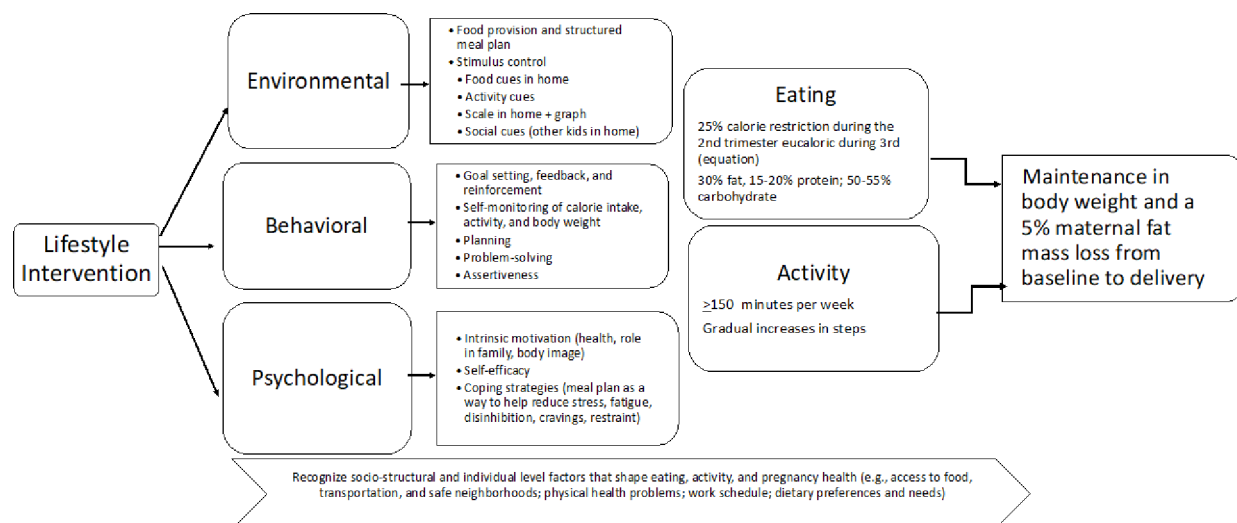 Lifestyle
Intervention
Environmental
• Food provision and structured
meal plan
• Stimulus control
• Food cues in home
• Activity cues
• Scale in home + graph
• Social cues (other kids in home)
Behavioral
• Goal setting, feedback, and
reinforcement
• Self-monitoring of calorie intake,
activity, and body weight
• Planning
• Problem-solving
• Assertiveness
Psychological
• Intrinsic motivation (health, role
in family, body image)
• Self-efficacy
• Coping strategies (meal plan as a
way to help reduce stress, fatigue,
disinhibition, cravings, restraint)
Eating
25% calorie restriction during the
2nd trimester eucaloric during 3rd
(equation)
30% fat, 15-20% protein; 50-55%
carbohydrate
Activity
≥150 minutes per week
Gradual increases in steps
Maintenance in
body weight and a
5% maternal fat
mass loss from
baseline to delivery
Recognize socio-structural and individual level factors that shape eating, activity, and pregnancy health (e.g., access to food,
transportation, and safe neighborhoods; physical health problems; work schedule; dietary preferences and needs)